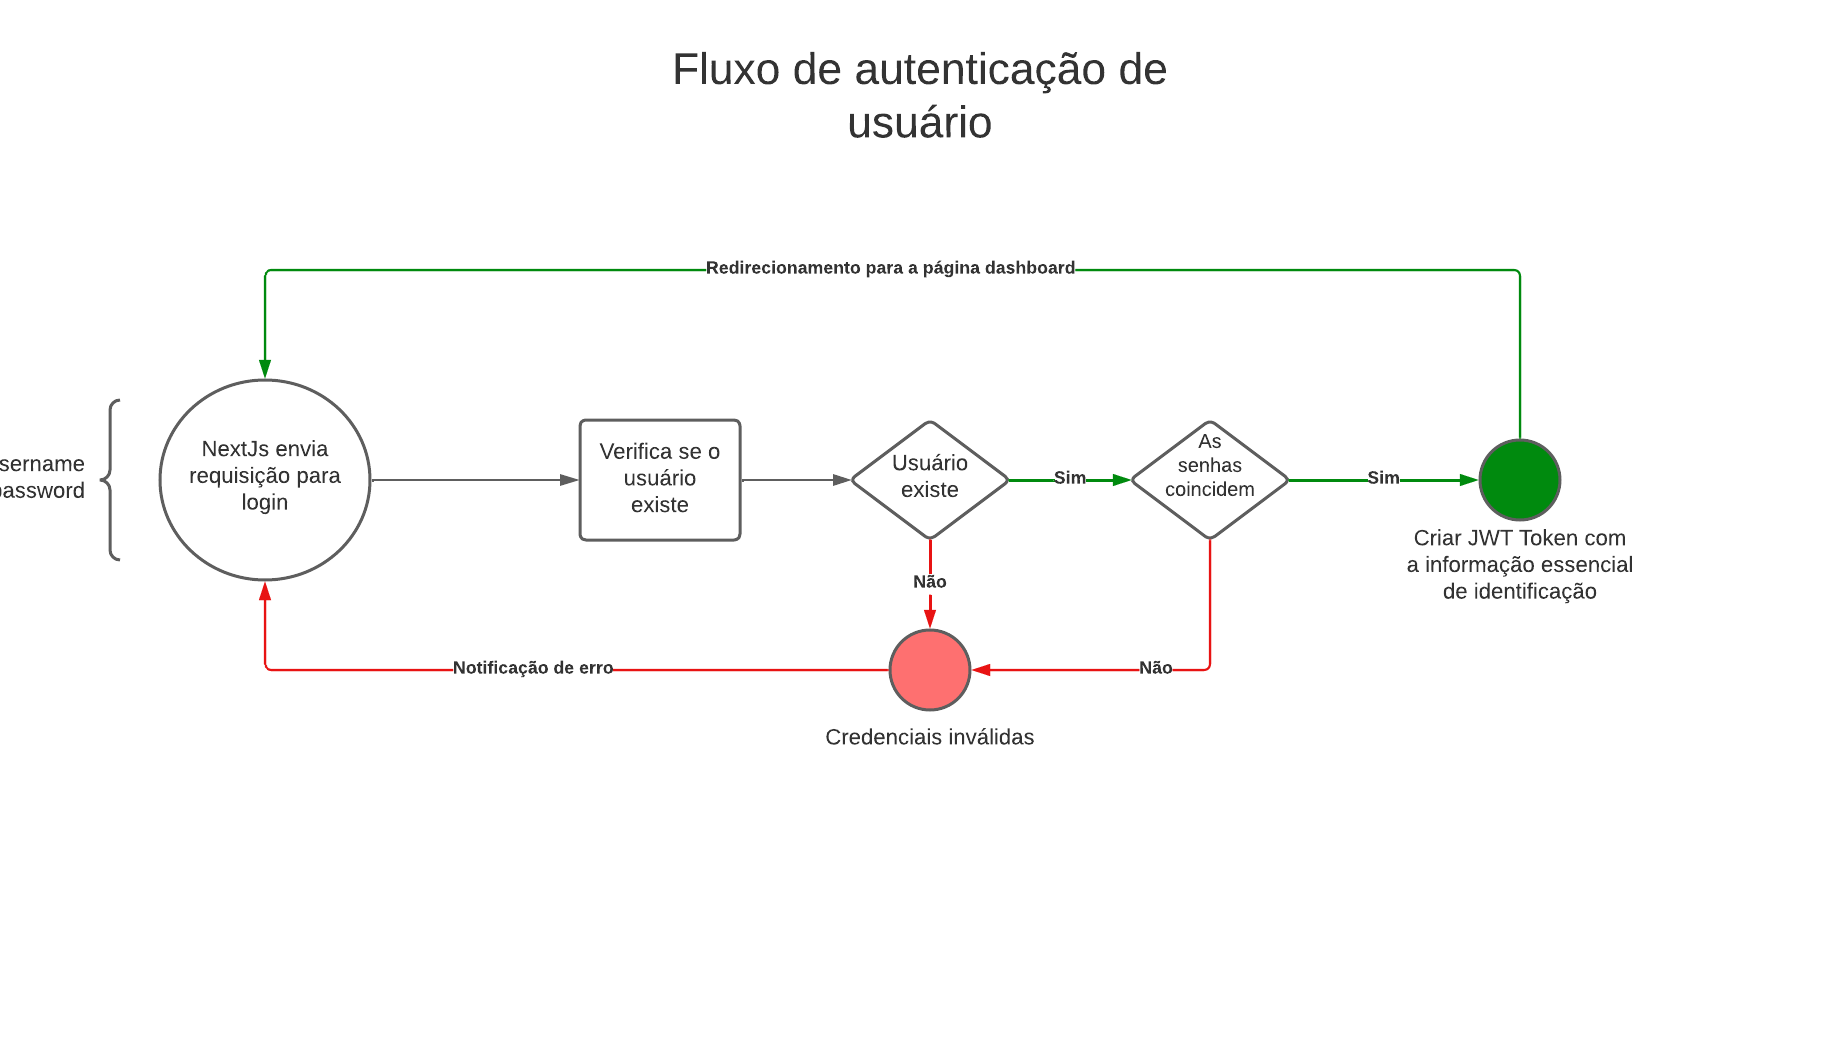 Fluxo de autenticação de
usuário
Redirecionamento para a página dashboard
sername
password
NextJs envia
requisição para
login
Verifica se o
usuário
existe
Usuário
existe
Sim
As
senhas
coincidem
Sim
Criar JWT Token com
a informação essencial
de identificação
Não
Notificação de erro
Não
Credenciais inválidas